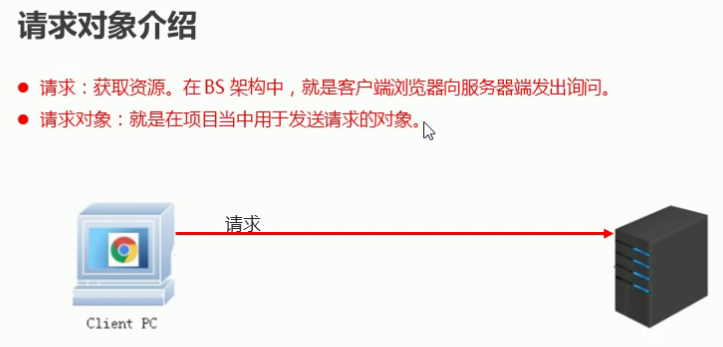 请求对象介绍
请求：获取资源。在 BS 架构中，就是客户端浏览器向服务器端发出询问。
请求对象：就是在项目当中用于发送请求的对象。
请求
Client PC